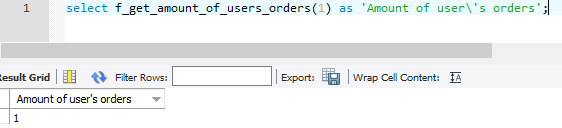 1 select f_get_amount_of_users_orders(1) as 'Amount of user\'s orders';
Result Grid Filter Rows: Export: Wrap Cell Content: IA
Amount of user's orders
1